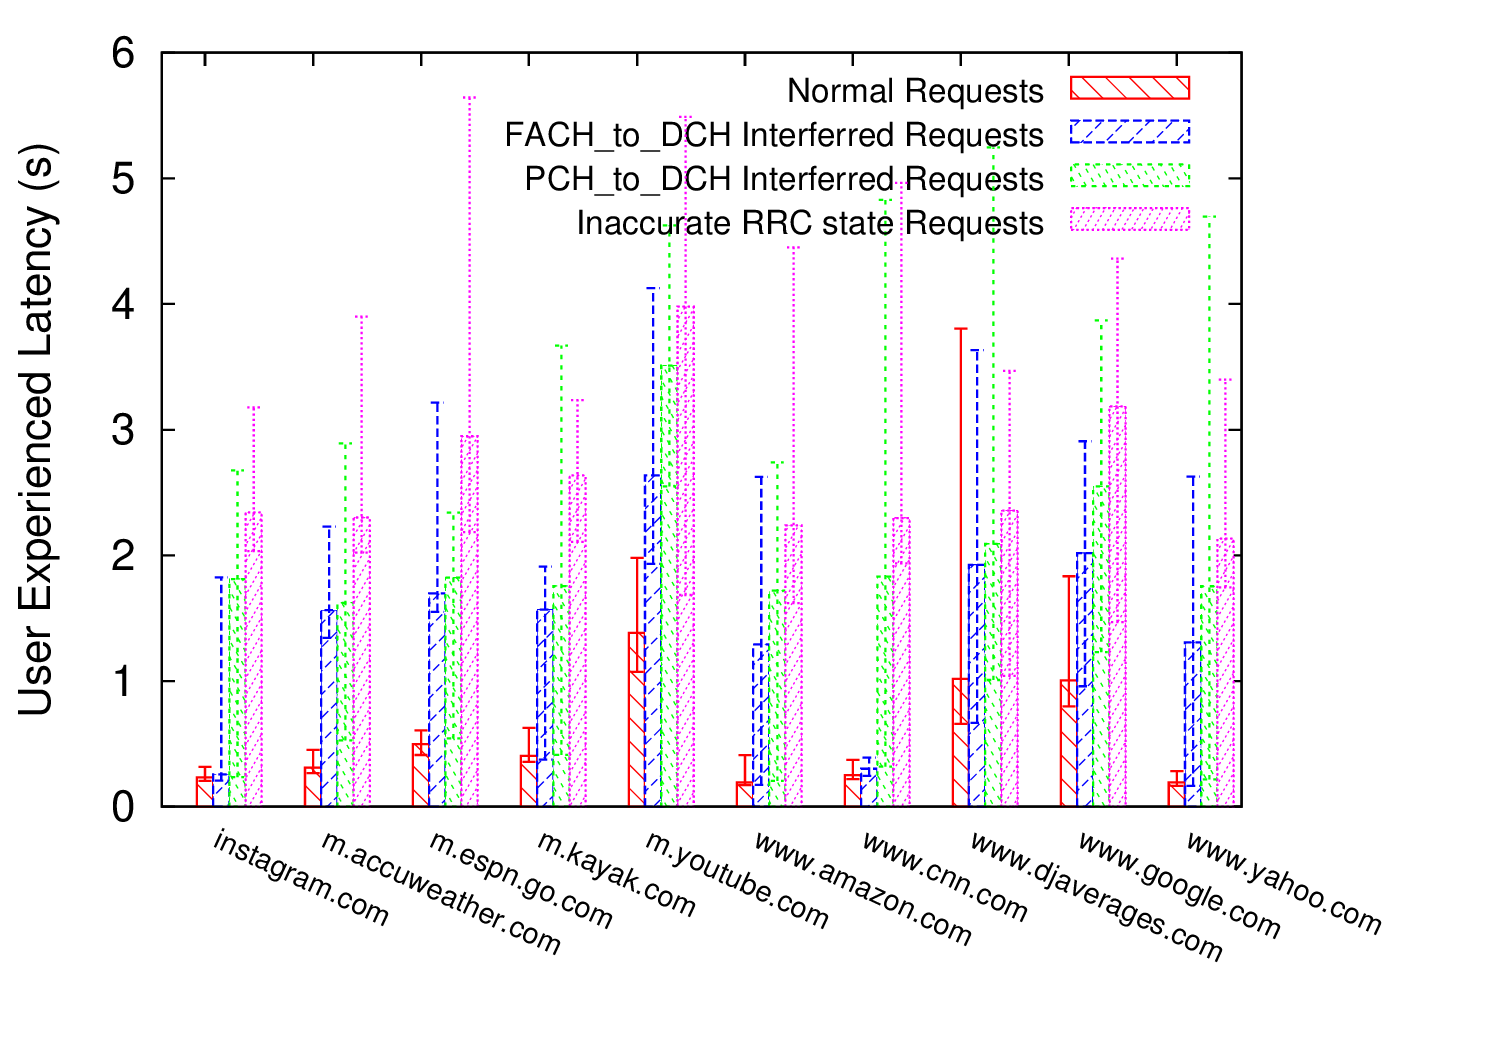 User Experienced Latency (s)
6
5
4
3
2
1
0
Normal Requests
FACH_to_DCH Interferred Requests
PCH_to_DCH Interferred Requests
Inaccurate RRC state Requests
instagram.com
m.accuweather.com
m.espn.go.com
m.kayak.com
m.youtube.com
www.amazon.com
www.cnn.com
www.djaverages.com
www.google.com
www.yahoo.com